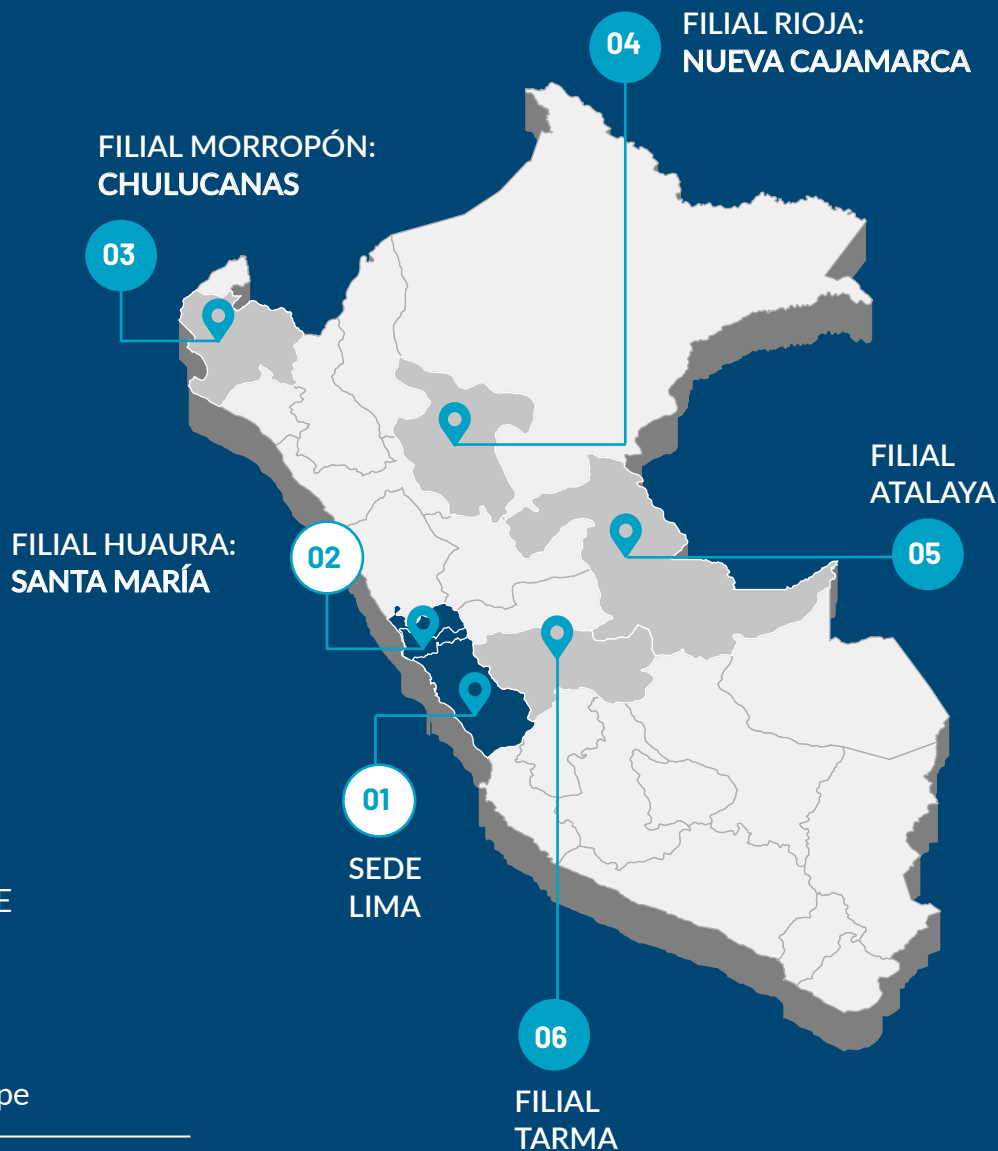 04
FILIAL RIOJA:
NUEVA CAJAMARCA
FILIAL MORROPÓN:
CHULUCANAS
03
FILIAL
ATALAYA
05
FILIAL HUAURA:
SANTA MARÍA
02
01
SEDE
LIMA
E
06
FILIAL
TARMA
pe